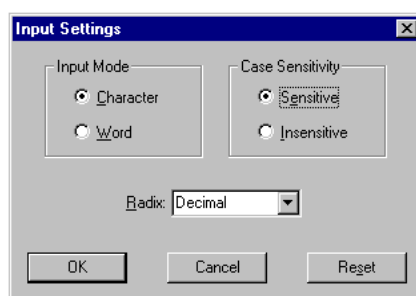 Input Settings
Input Mode
Character
Word
Case Sensitivity
Sensitive
Insensitive
Radix: Decimal
OK Cancel Reset